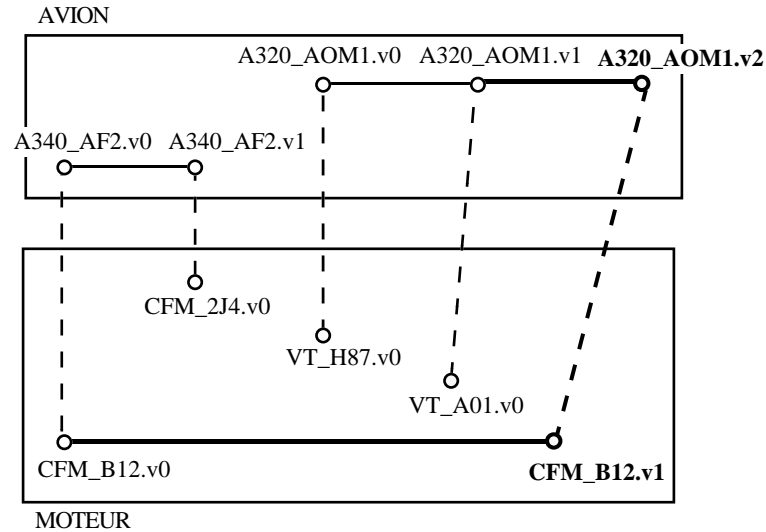 AVION
A320_AOM1.v0 A320_AOM1.v1 A320_AOM1.v2
A340_AF2.v0 A340_AF2.v1
CFM_2J4.v0
VT_H87.v0
VT_A01.v0
CFM_B12.v0 CFM_B12.v1
MOTEUR